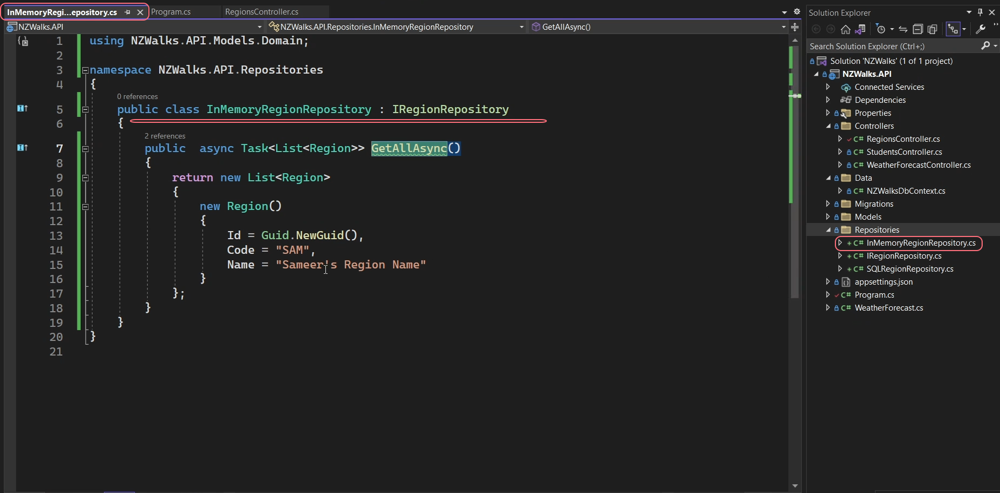 InMemoryRegi...epository.cs
Program.cs
RegionsController.cs
NZWalks.API
NZWalks.API.Repositories.InMemoryRegionRepository
GetAllAsync()
1 using NZWalks.API.Models.Domain;
2
3 namespace NZWalks.API.Repositories
4 {
0 references
5 public class InMemoryRegionRepository : IRegionRepository
6 {
2 references
7 public  async Task<List<Region>> GetAllAsync()
8 {
9 return new List<Region>
10 {
11 new Region()
12 {
13 Id = Guid.NewGuid(),
14 Code = "SAM",
15 Name = "Sameer's Region Name"
16 }
17 };
18 }
19 }
20 }
21
Solution Explorer
Search Solution Explorer (Ctrl+;)
Solution 'NZWalks' (1 of 1 project)
NZWalks.API
Connected Services
Dependencies
Properties
Controllers
C# RegionsController.cs
C# StudentsController.cs
C# WeatherForecastController.cs
Data
C# NZWalksDbContext.cs
Migrations
Models
Repositories
+ C# InMemoryRegionRepository.cs
+ C# IRegionRepository.cs
+ C# SQLRegionRepository.cs
appsettings.json
C# Program.cs
C# WeatherForecast.cs